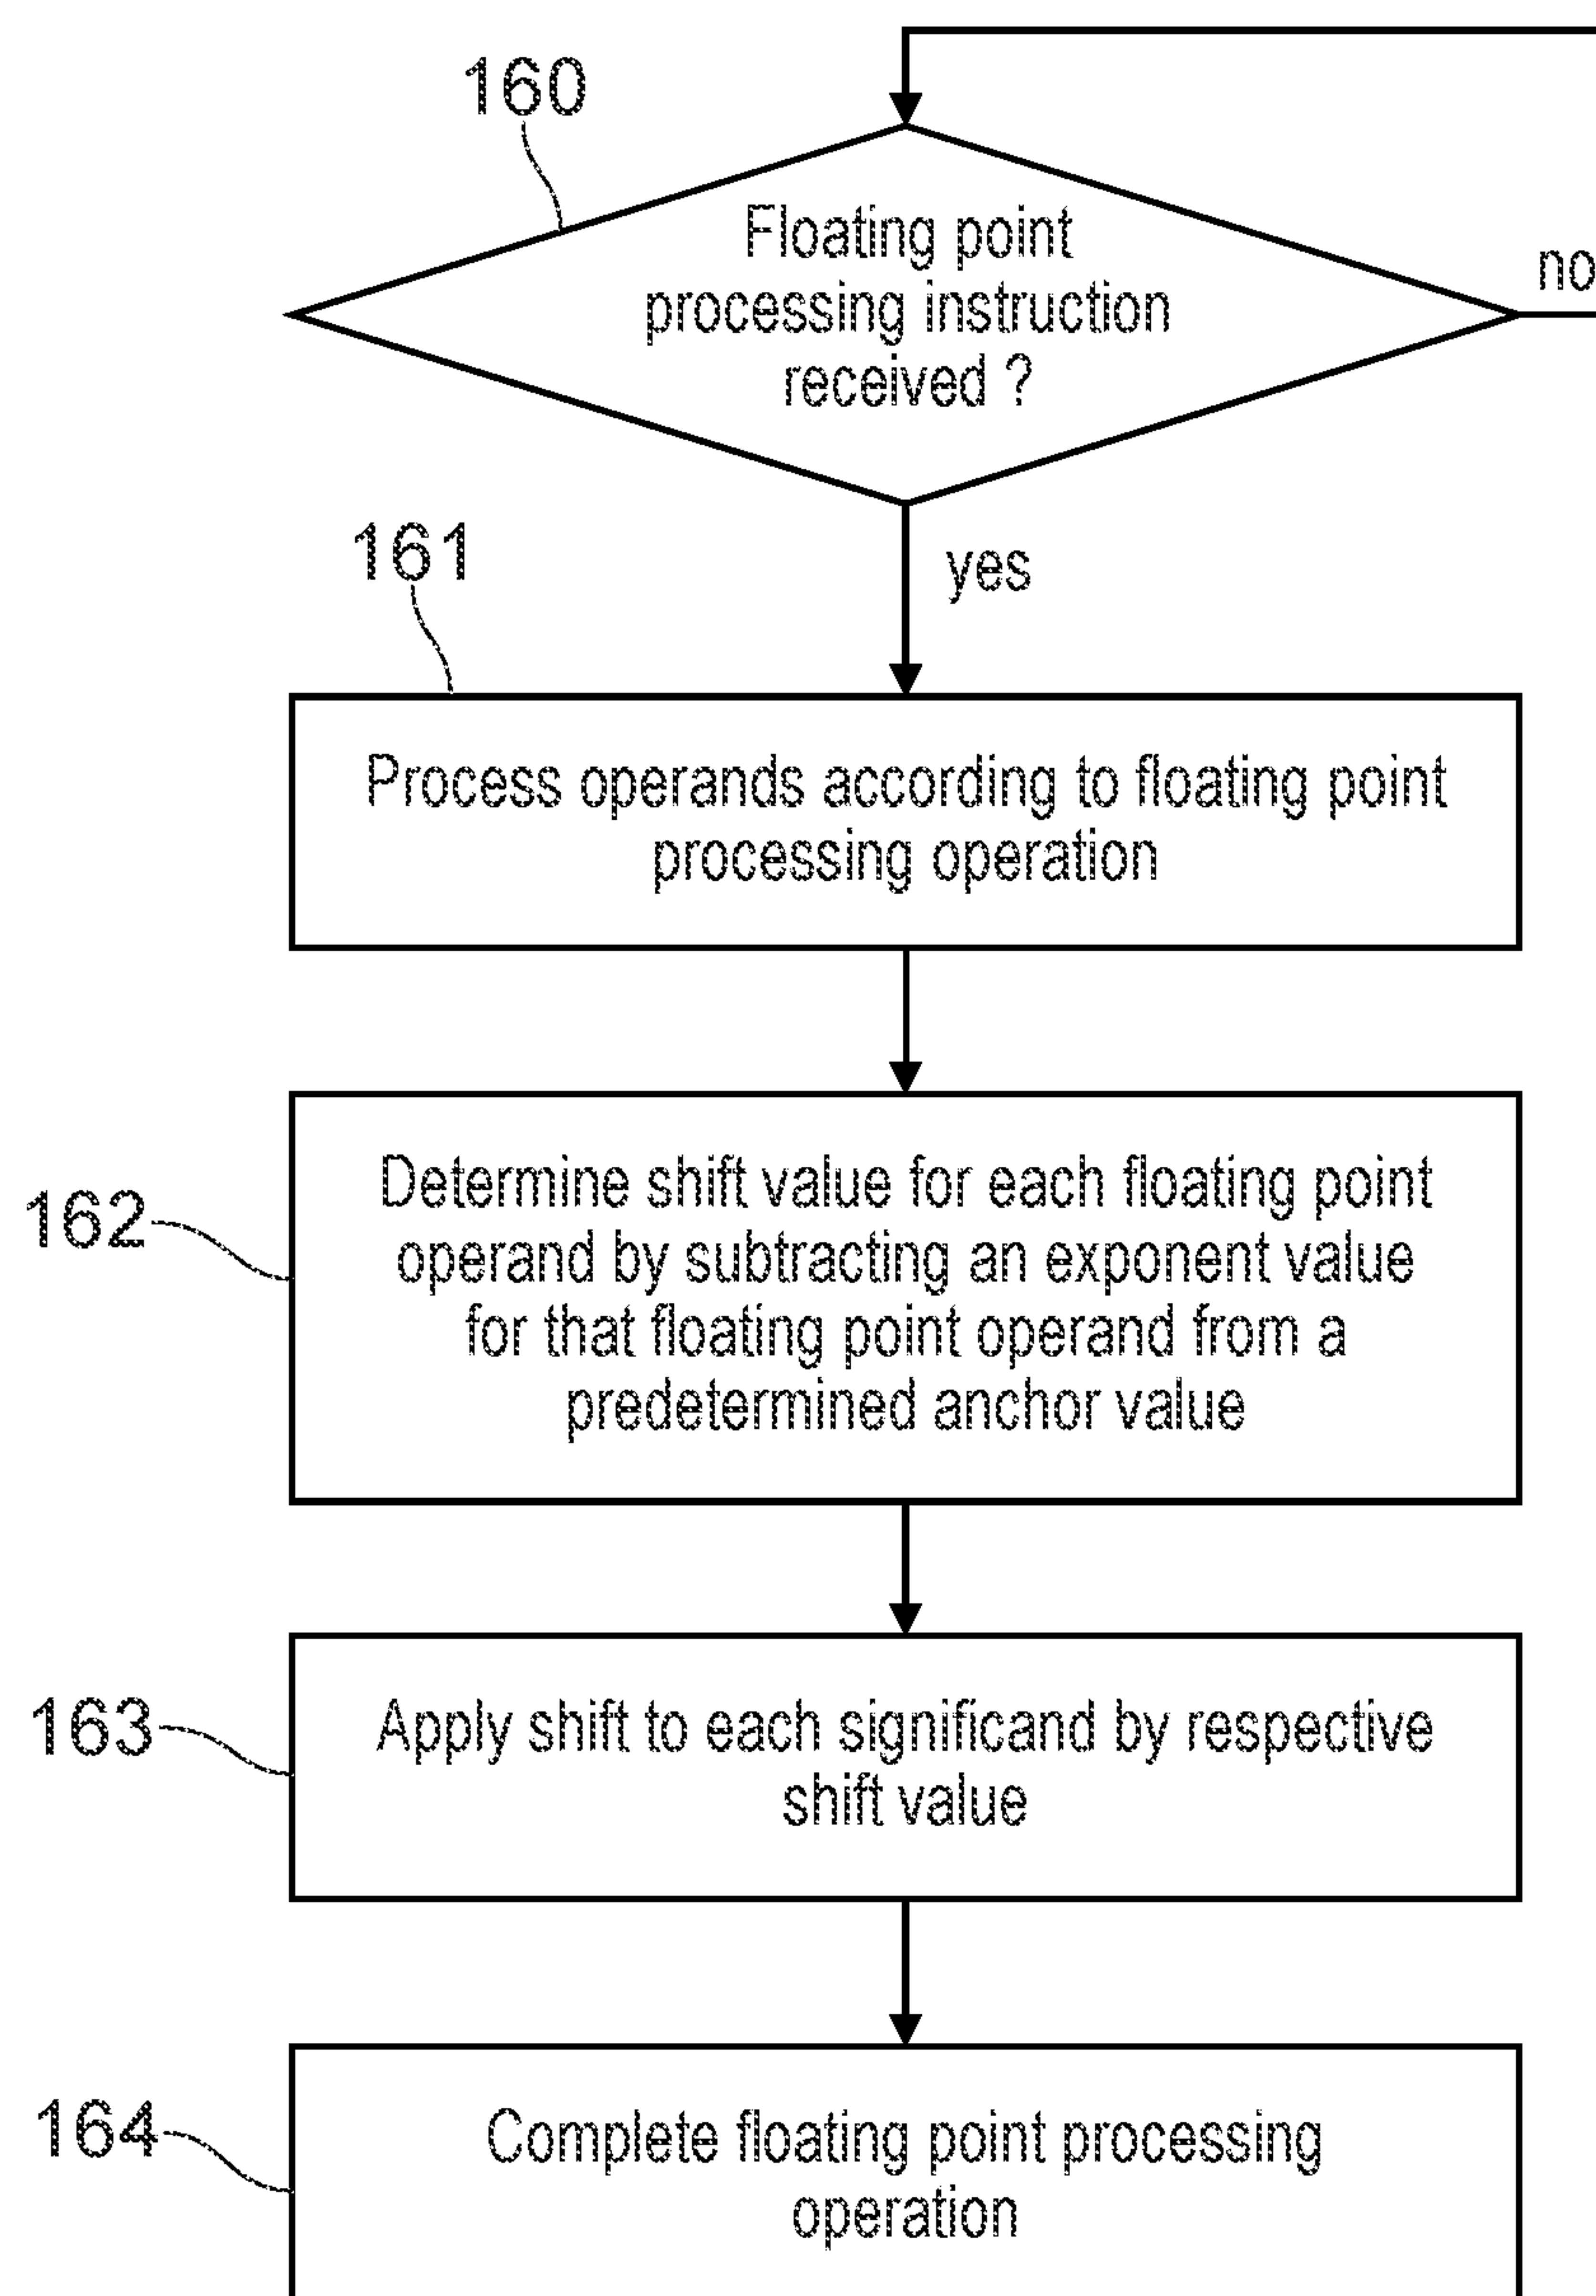 160
Floating point
processing instruction
received ?
no
yes
161
Process operands according to floating point
processing operation
162
Determine shift value for each floating point
operand by subtracting an exponent value
for that floating point operand from a
predetermined anchor value
163
Apply shift to each significand by respective
shift value
164
Complete floating point processing
operation